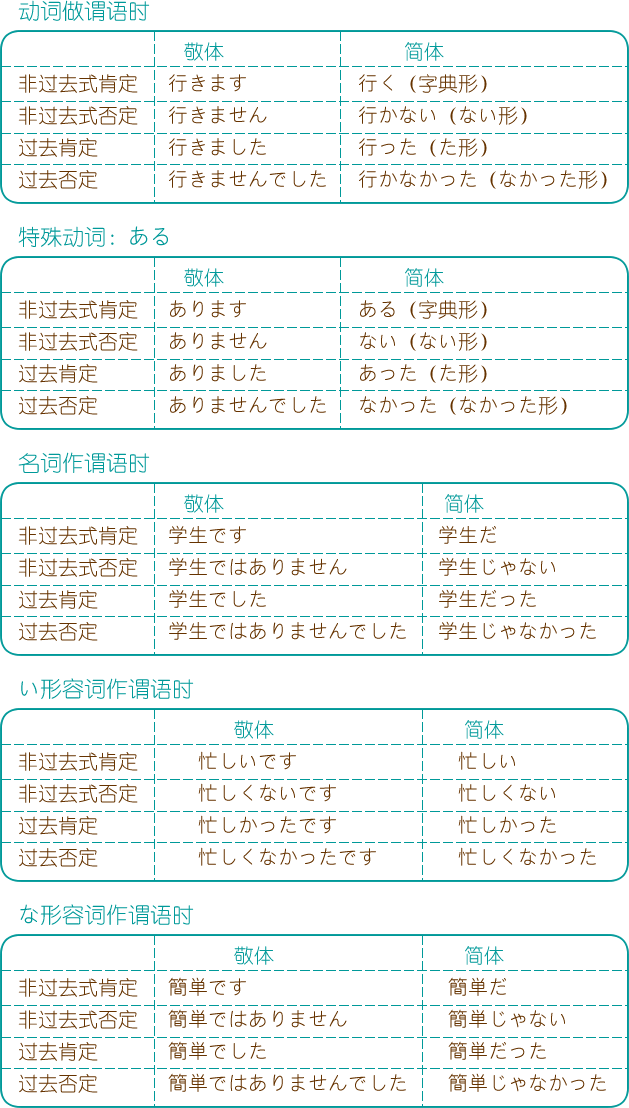 动词做谓语时
敬体 简体
非过去式肯定 行きます 行く (字典形)
非过去式否定 行きません 行かない (ない形)
过去肯定 行きました 行った (た形)
过去否定 行きませんでした 行かなかった (なかった形)
特殊动词: ある
敬体 简体
非过去式肯定 あります ある (字典形)
非过去式否定 ありません ない (ない形)
过去肯定 ありました あった (た形)
过去否定 ありませんでした なかった (なかった形)
名词作谓语时
敬体 简体
非过去式肯定 学生です 学生だ
非过去式否定 学生ではありません 学生じゃない
过去肯定 学生でした 学生だった
过去否定 学生ではありませんでした 学生じゃなかった
い形容词作谓语时
敬体 简体
非过去式肯定 忙しいです 忙しい
非过去式否定 忙しくないです 忙しくない
过去肯定 忙しかったです 忙しかった
过去否定 忙しくなかったです 忙しくなかった
な形容词作谓语时
敬体 简体
非过去式肯定 簡単です 簡単だ
非过去式否定 簡単ではありません 簡単じゃない
过去肯定 簡単でした 簡単だった
过去否定 簡単ではありませんでした 簡単じゃなかった